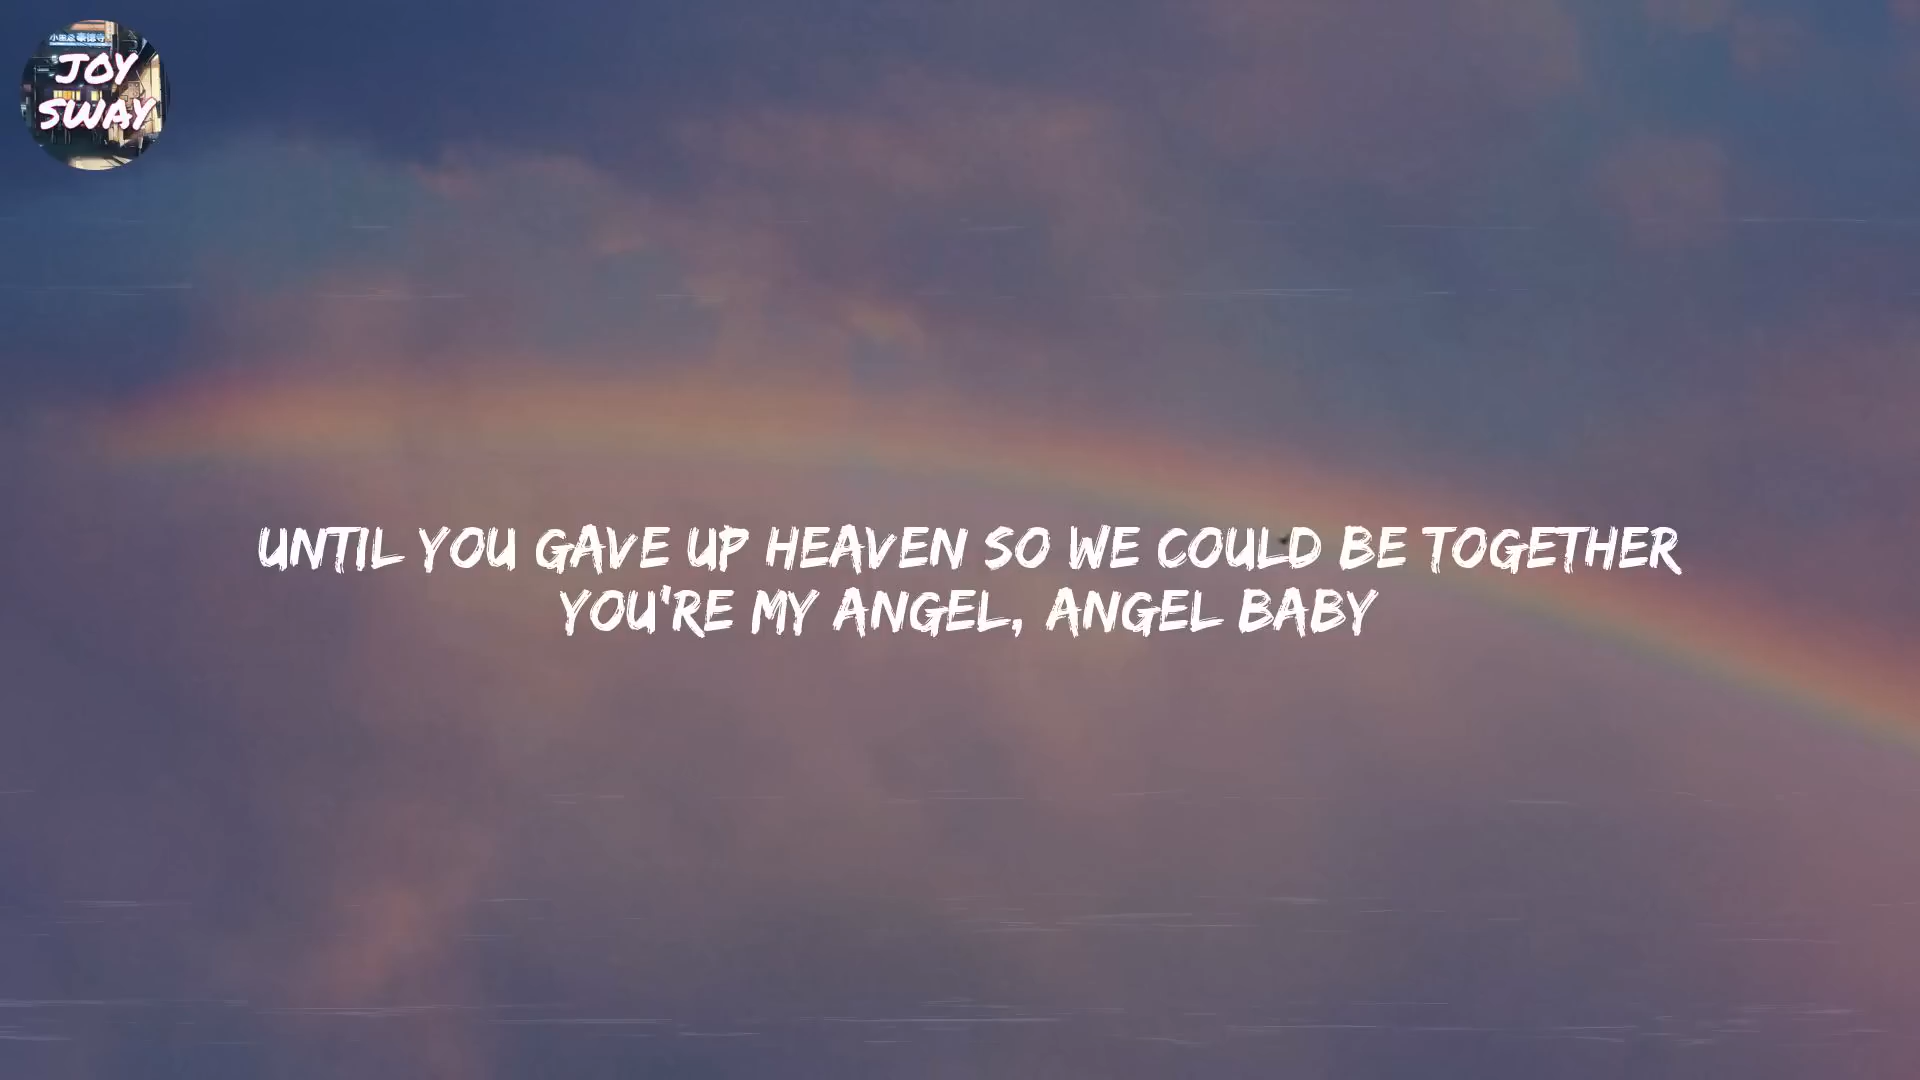 JOY
SWAY
UNTIL YOU GAVE UP HEAVEN SO WE COULD BE TOGETHER
YOU'RE MY ANGEL, ANGEL BABY